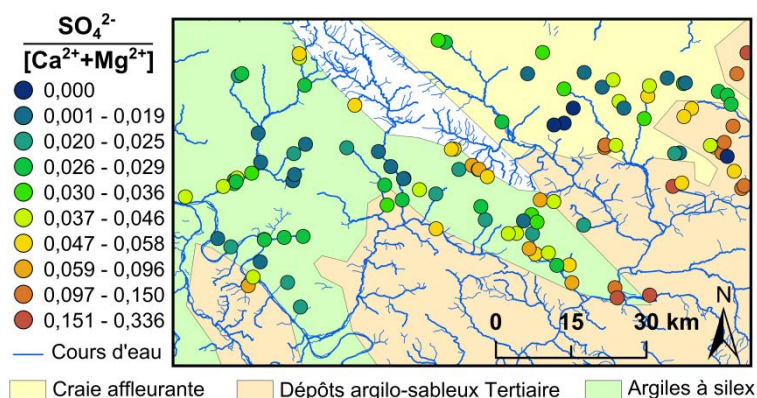 SO₄²⁻
[Ca²⁺+Mg²⁺]
0,000
0,001 - 0,019
0,020 - 0,025
0,026 - 0,029
0,030 - 0,036
0,037 - 0,046
0,047 - 0,058
0,059 - 0,096
0,097 - 0,150
0,151 - 0,336
Cours d'eau
0 15 30 km
N
Craie affleurante Dépôts argilo-sableux Tertiaire Argiles à silex